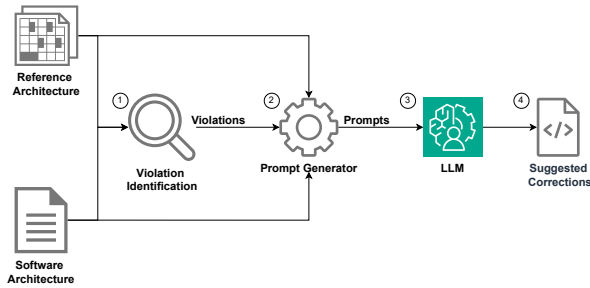 Reference
Architecture
1
2
3
4
Violations
Prompts
</>
Violation
Identification
Prompt Generator
LLM
Suggested
Corrections
Software
Architecture